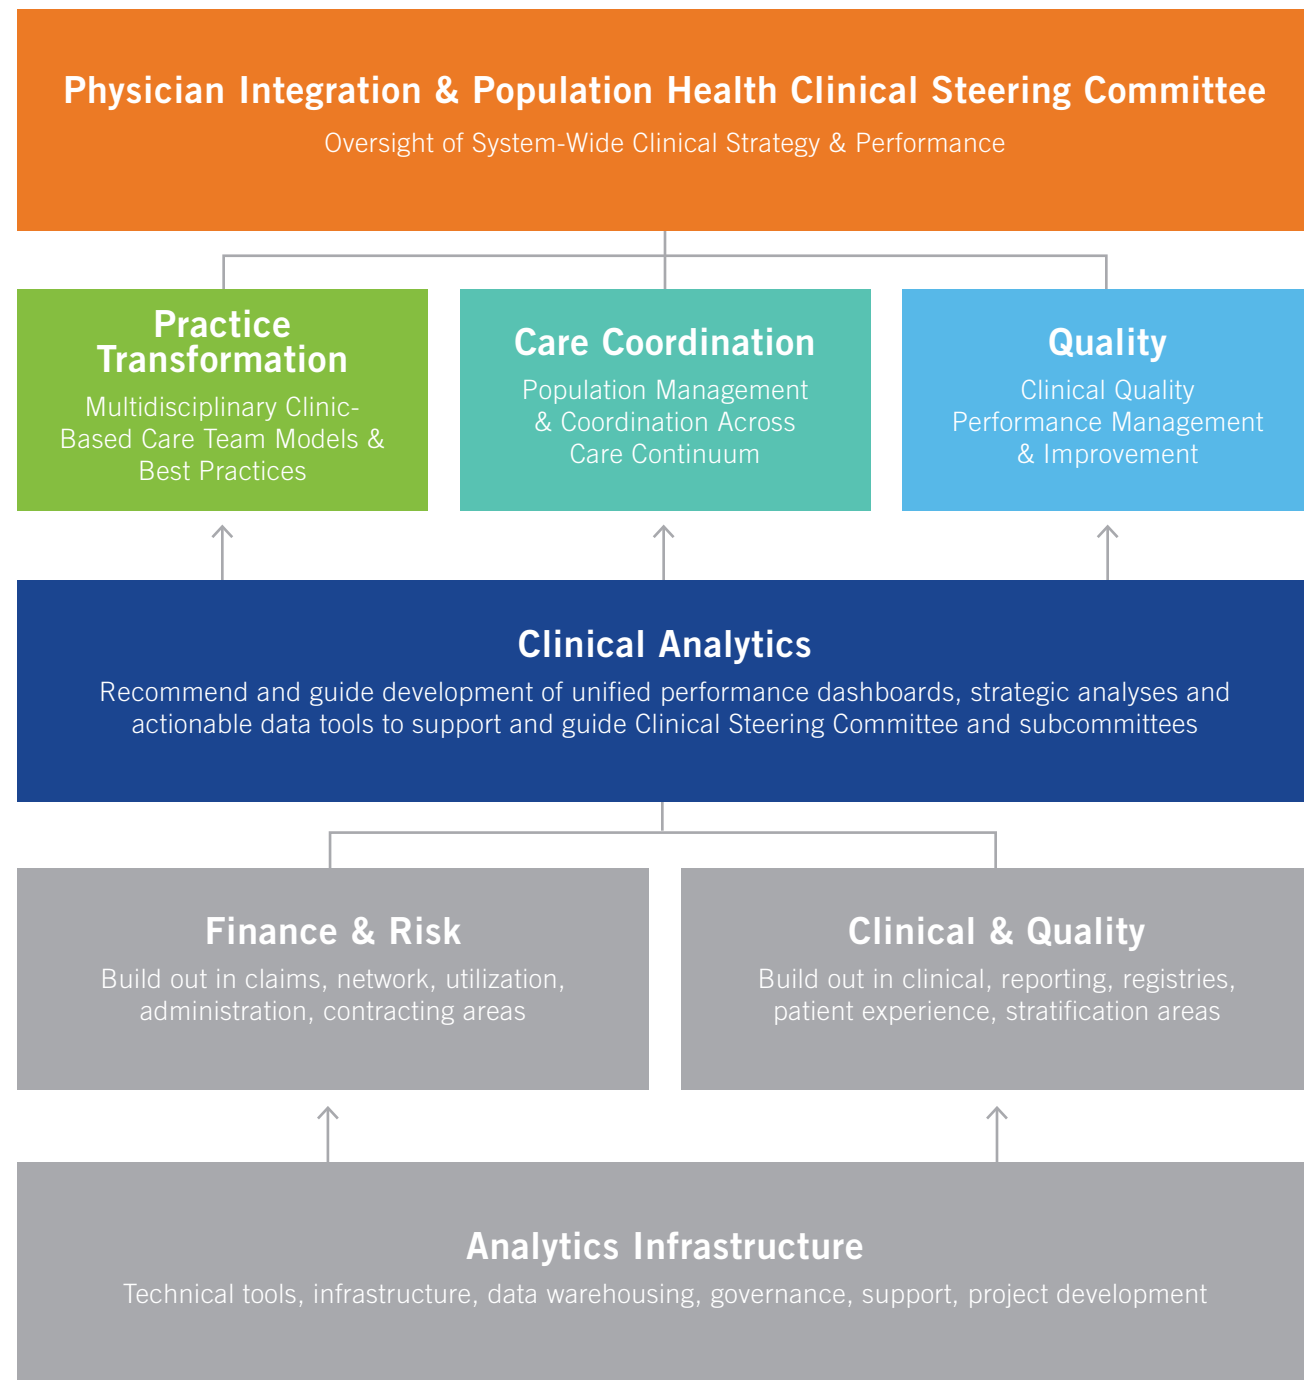 Physician Integration & Population Health Clinical Steering Committee
Oversight of System-Wide Clinical Strategy & Performance
Practice
Transformation
Multidisciplinary Clinic-
Based Care Team Models &
Best Practices
Care Coordination
Population Management
& Coordination Across
Care Continuum
Quality
Clinical Quality
Performance Management
& Improvement
Clinical Analytics
Recommend and guide development of unified performance dashboards, strategic analyses and
actionable data tools to support and guide Clinical Steering Committee and subcommittees
Finance & Risk
Build out in claims, network, utilization,
administration, contracting areas
Clinical & Quality
Build out in clinical, reporting, registries,
patient experience, stratification areas
Analytics Infrastructure
Technical tools, infrastructure, data warehousing, governance, support, project development